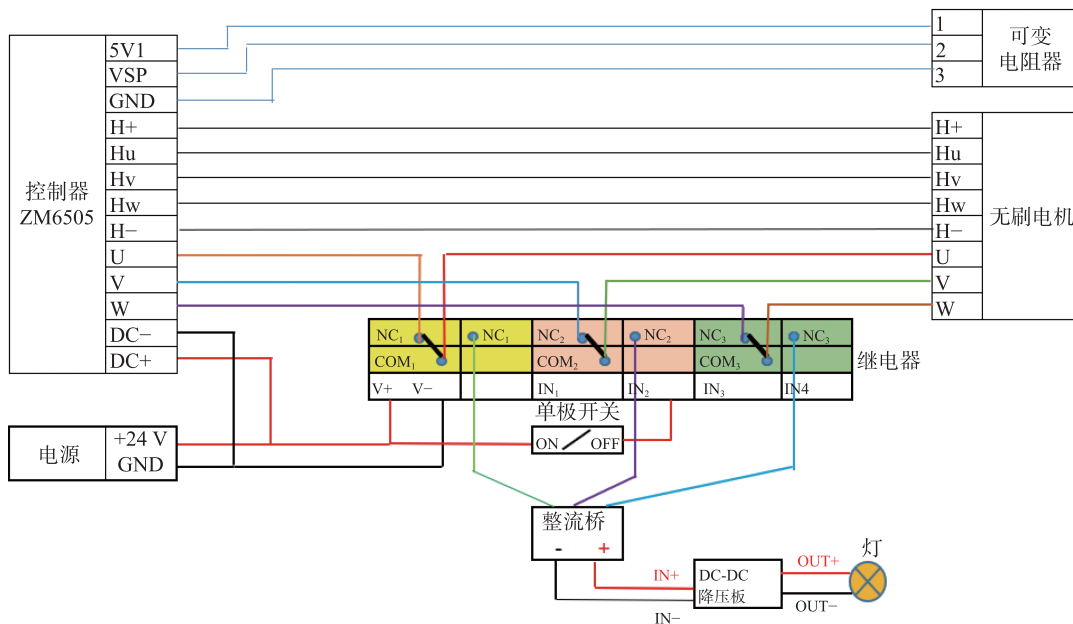 控制器
ZM6505
5V1
VSP
GND
H+
Hu
Hv
Hw
H−
U
V
W
DC−
DC+
1
2
3
可变
电阻器
H+
Hu
Hv
Hw
H−
U
V
W
无刷电机
NC₁
NC₁
NC₂
NC₂
NC₃
NC₃
COM₁
COM₂
COM₃
继电器
V+
V−
IN₁
IN₂
IN₃
IN4
单极开关
ON
OFF
电源
+24 V
GND
整流桥
-
+
IN+
IN−
DC-DC
降压板
OUT+
OUT−
灯